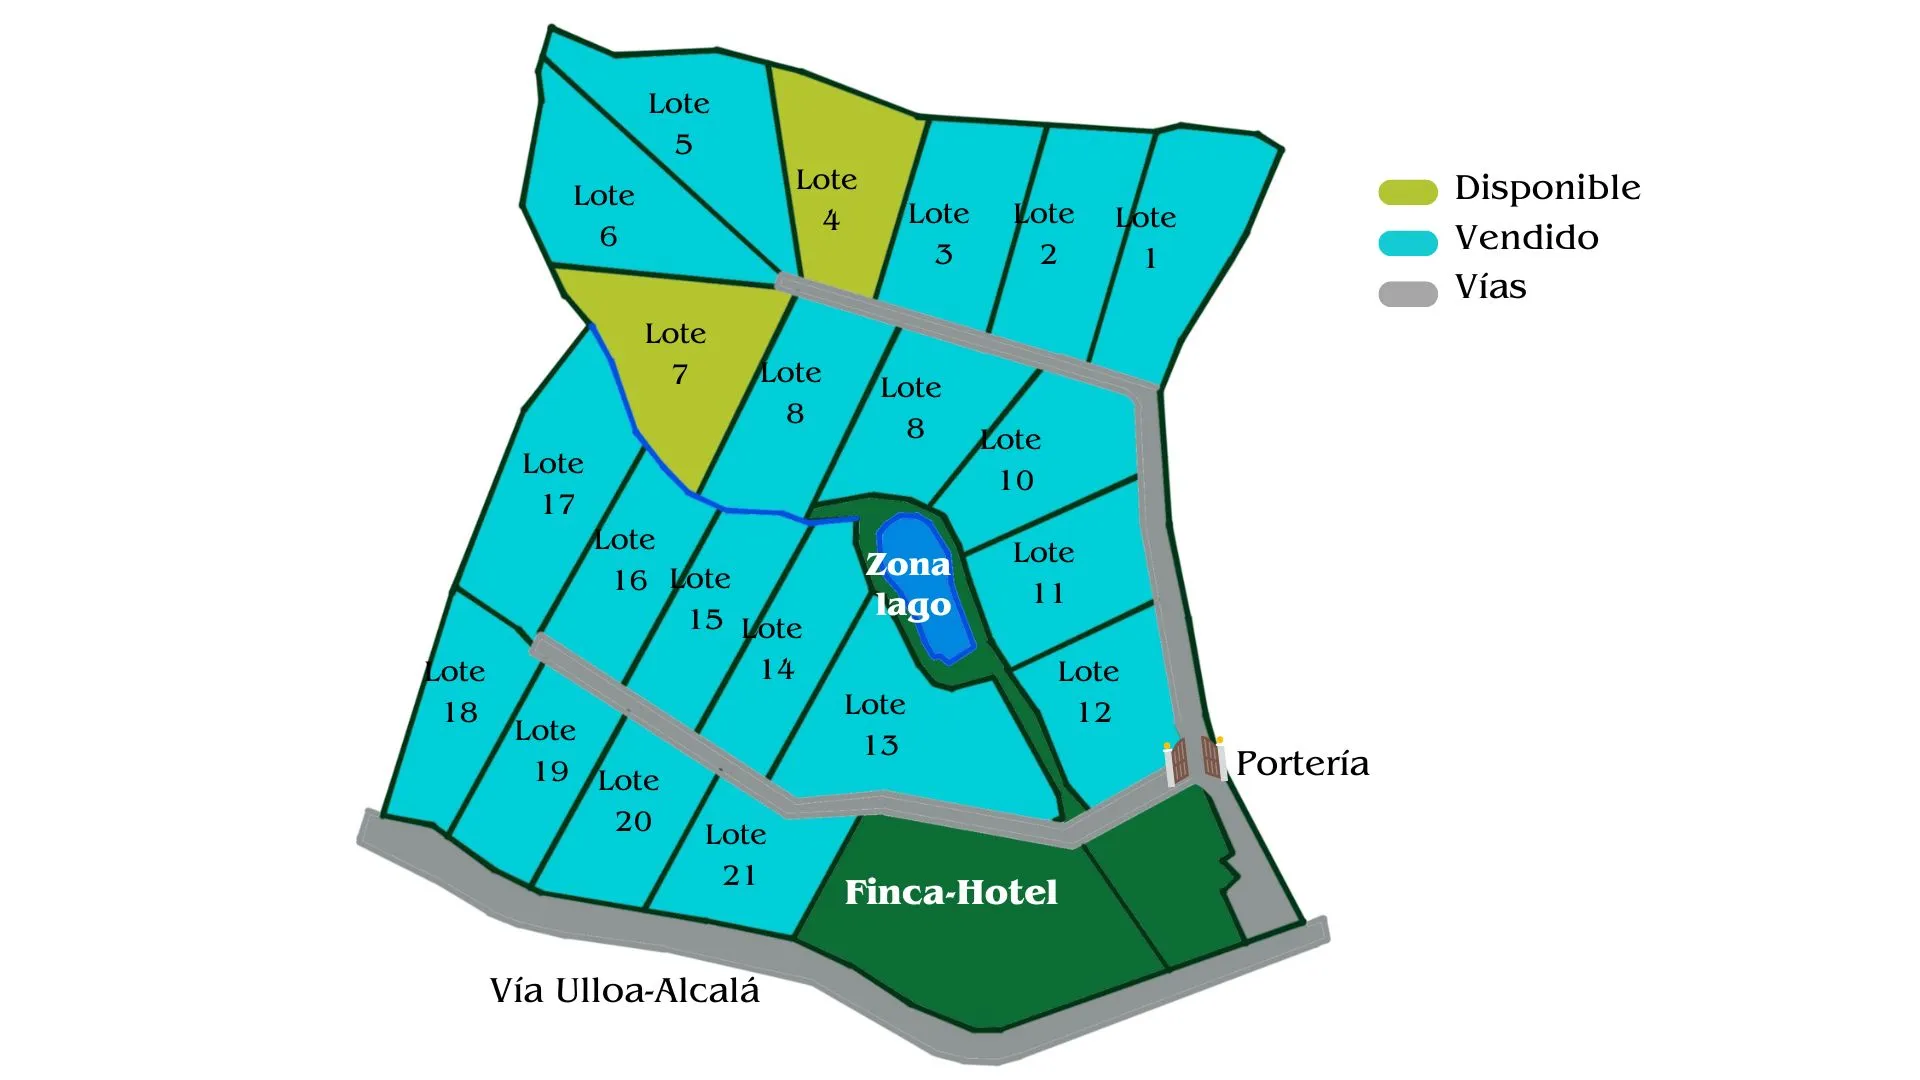 Lote
5
Lote
4
Lote
6
Lote
3
Lote
2
Lote
1
Disponible
Vendido
Vías
Lote
7
Lote
8
Lote
8
Lote
10
Lote
17
Lote
16
Lote
15
Lote
14
Zona
lago
Lote
11
Lote
12
Lote
13
Lote
18
Lote
19
Lote
20
Lote
21
Portería
Finca-Hotel
Vía Ulloa-Alcalá